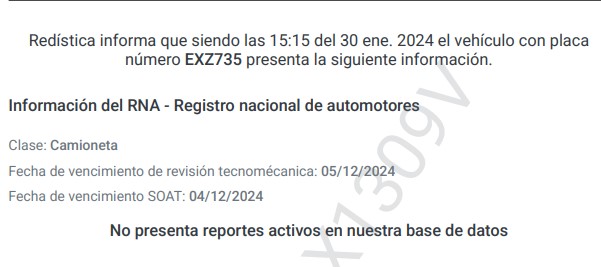 Redística informa que siendo las 15:15 del 30 ene. 2024 el vehículo con placa
número EXZ735 presenta la siguiente información.
Información del RNA - Registro nacional de automotores
Clase: Camioneta
Fecha de vencimiento de revisión tecnomécanica: 05/12/2024
Fecha de vencimiento SOAT: 04/12/2024
No presenta reportes activos en nuestra base de datos
X1309V